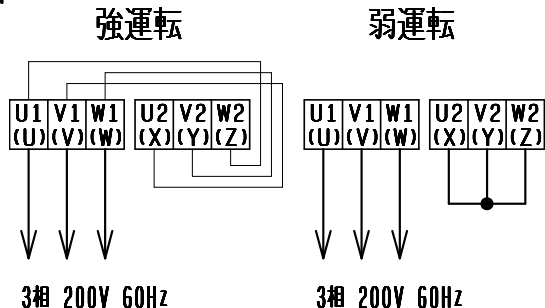 強運転
U1 V1 W1 U2 V2 W2
(U) (V) (W) (X) (Y) (Z)
3相 200V 60Hz
弱運転
U1 V1 W1 U2 V2 W2
(U) (V) (W) (X) (Y) (Z)
3相 200V 60Hz